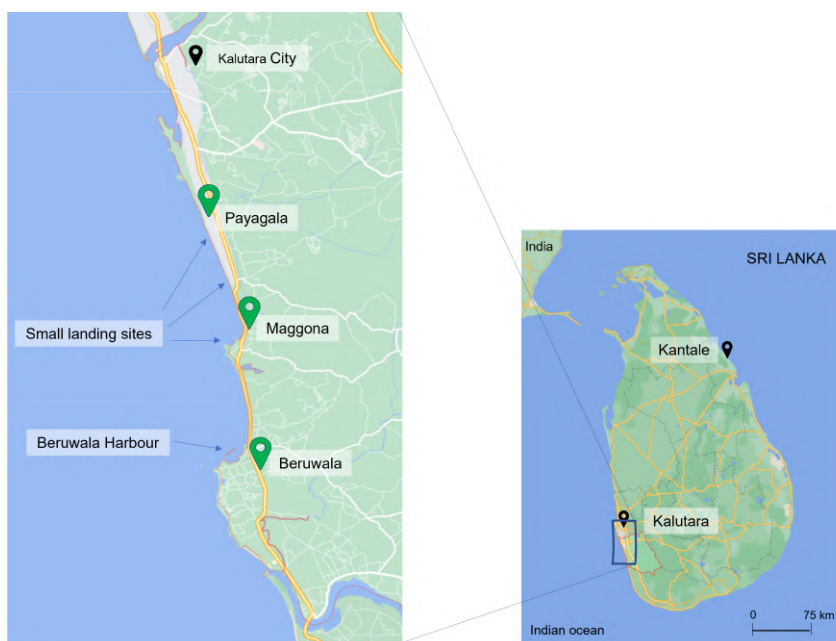 Kalutara City
Payagala
Small landing sites
Maggona
Beruwala Harbour
Beruwala
India
SRI LANKA
Kantale
Kalutara
0 75 km
Indian ocean